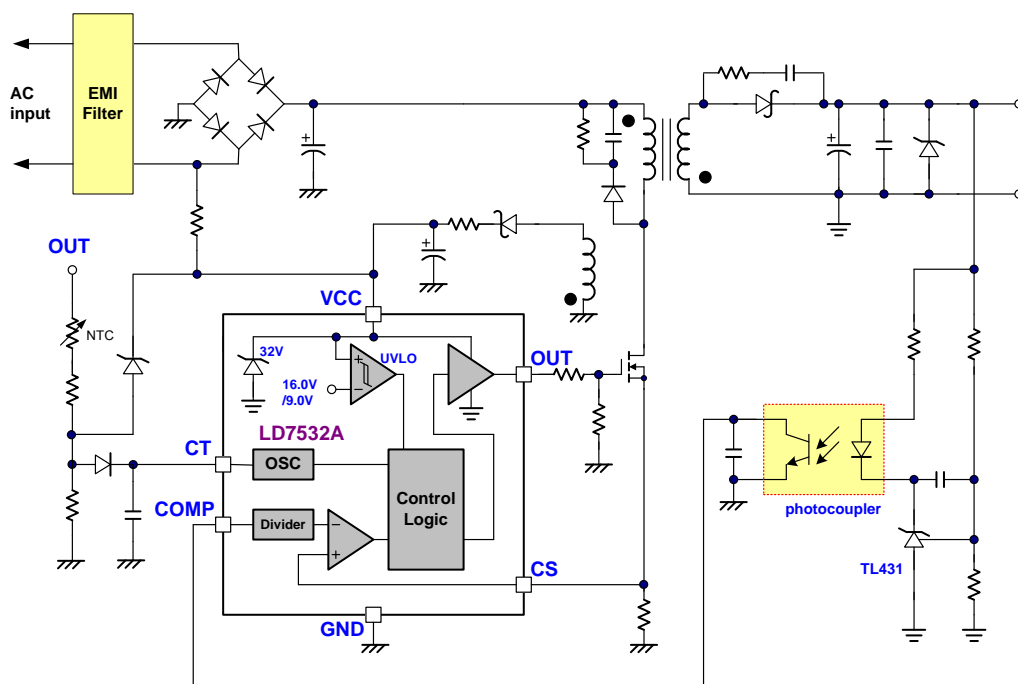 AC
input
EMI
Filter
+
+
OUT
+
VCC
NTC
32V
+
UVLO
−
16.0V
/9.0V
OUT
LD7532A
CT
OSC
COMP
Divider
−
+
Control
Logic
photocoupler
CS
TL431
GND